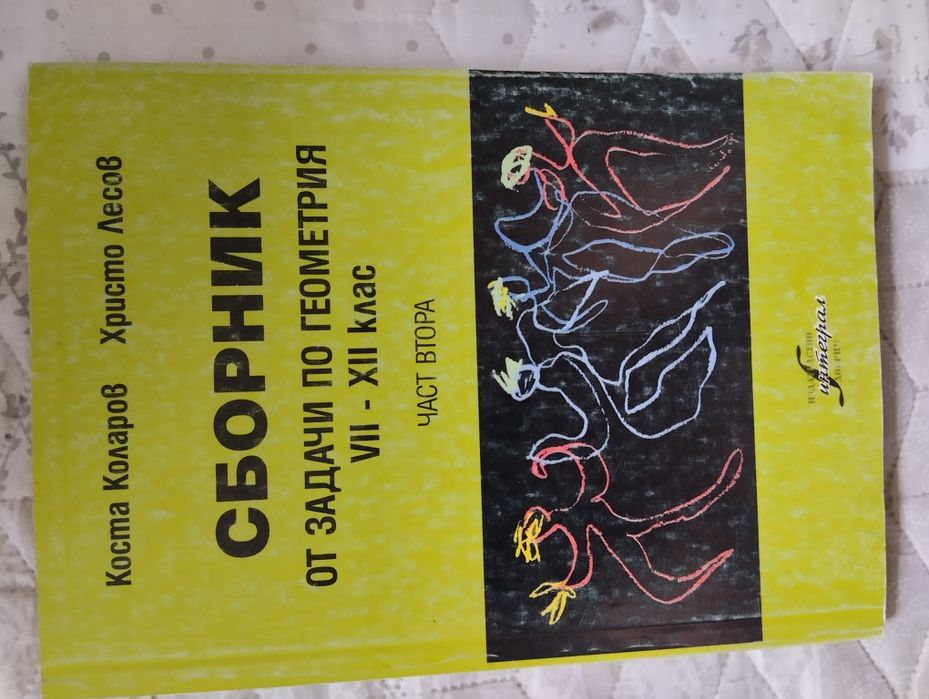 Коста Коларов Христо Лесов
СБОРНИК
ОТ ЗАДАЧИ ПО ГЕОМЕТРИЯ
VII - XII клас
ЧАСТ ВТОРА
интеграл